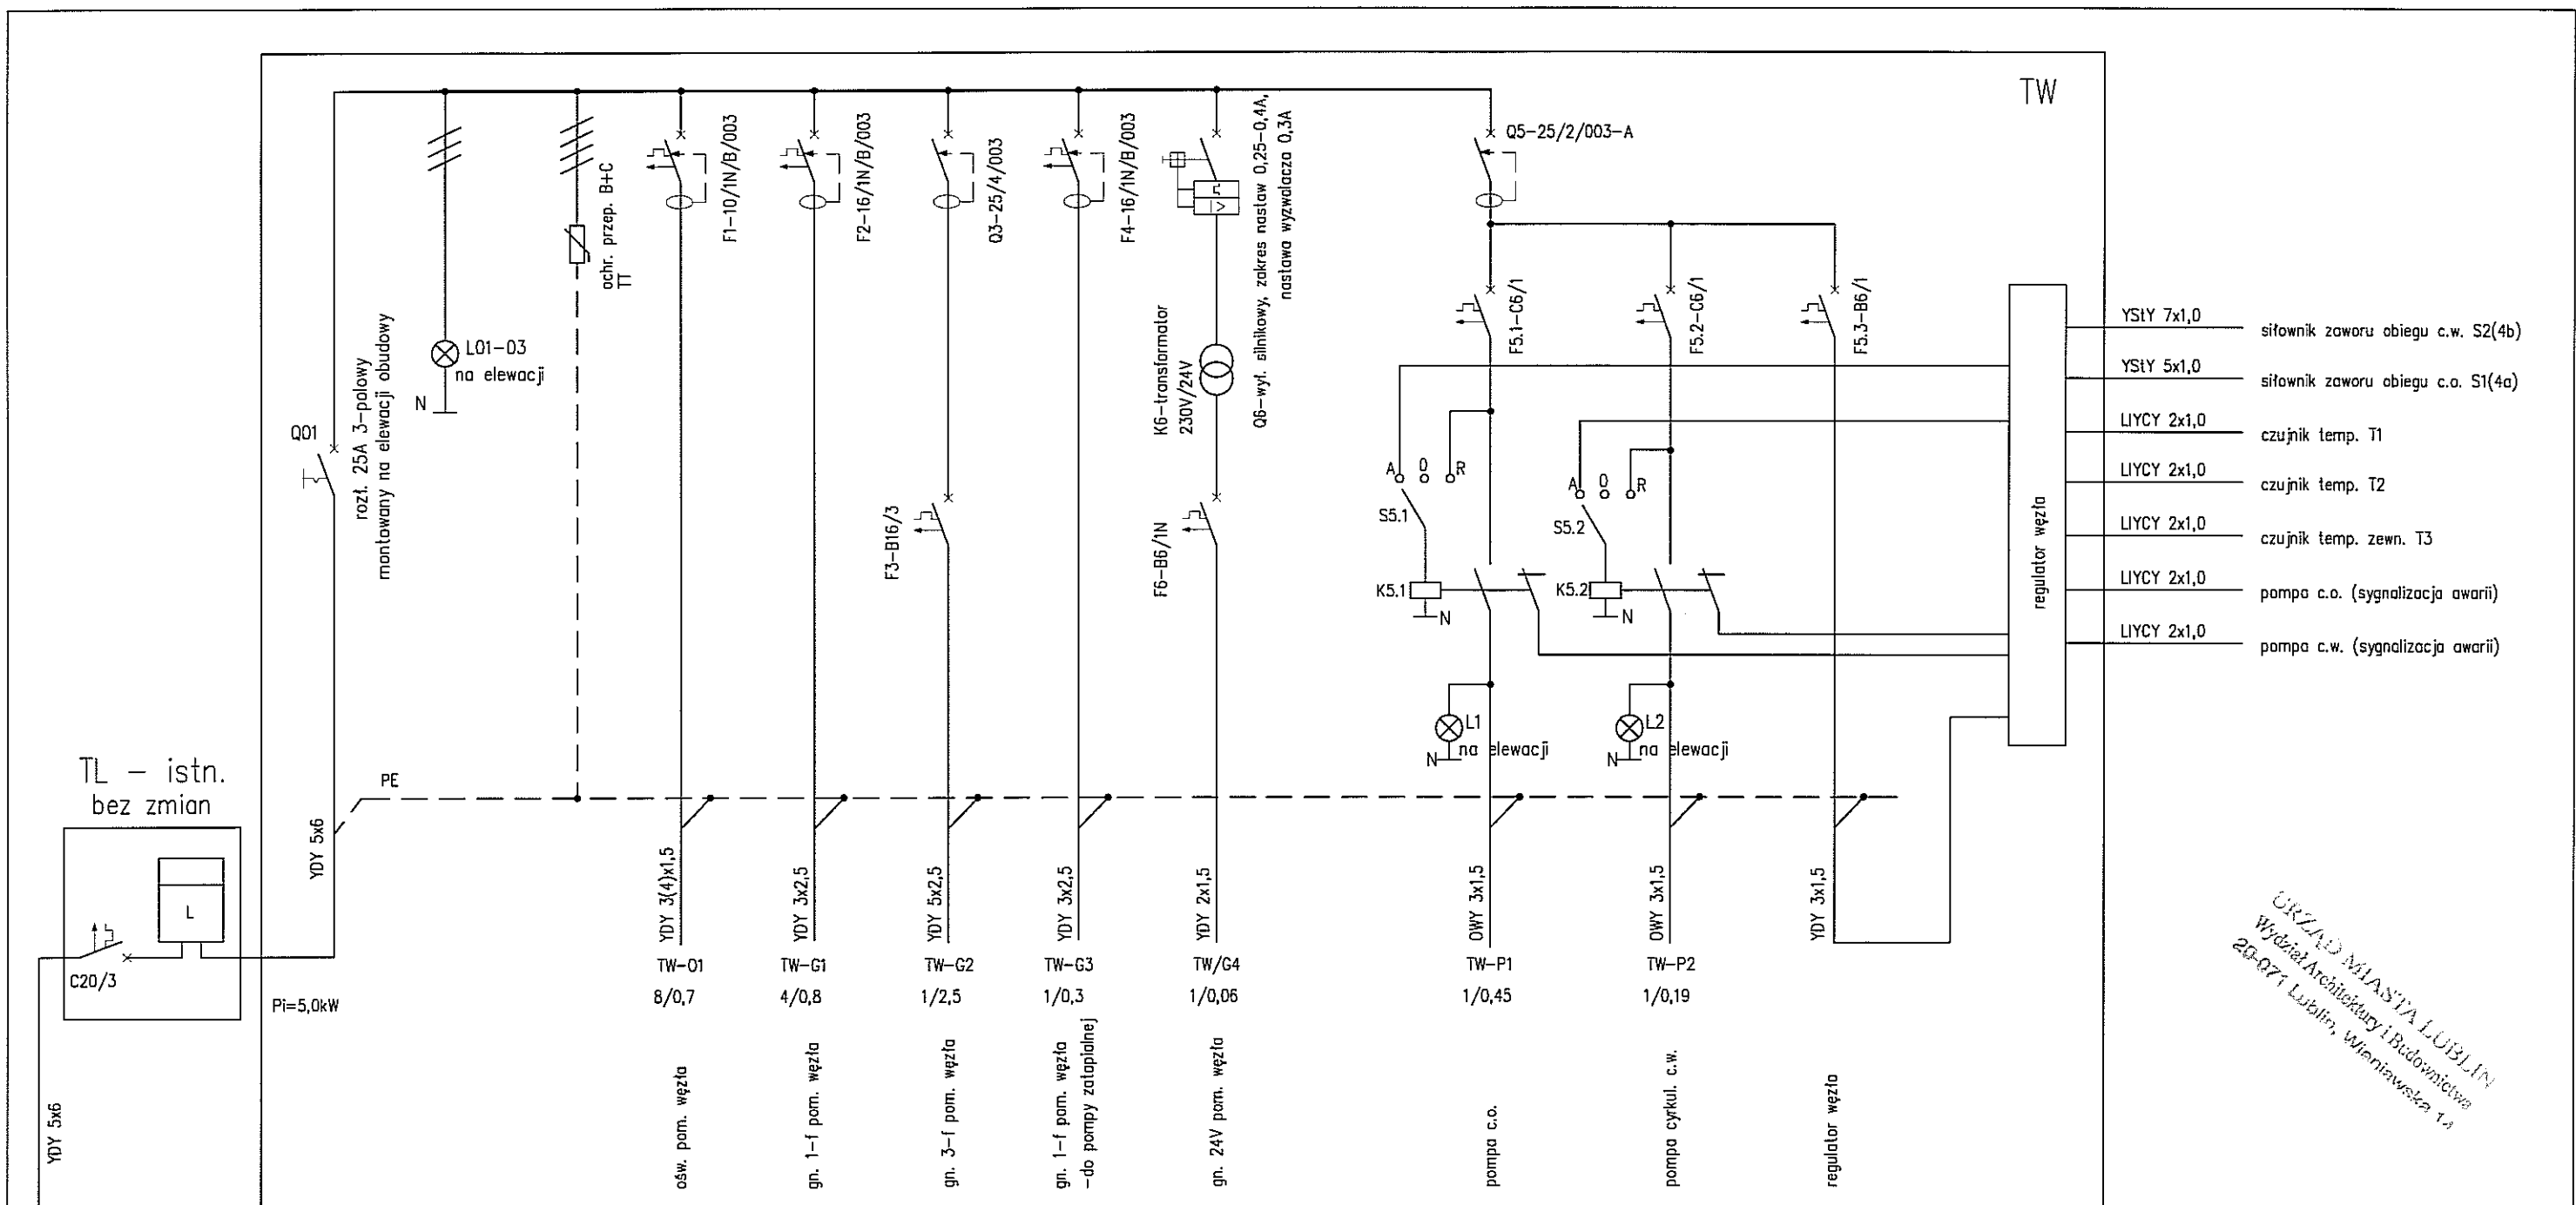 TW
F1-10/1N/B/003
F2-16/1N/B/003
Q3-25/4/003
F4-16/1N/B/003
Q6-wył. silnikowy, zakres nastaw 0,25-0,4A,
nastawa wyzwalacza 0,3A
Q5-25/2/003-A
ochr. przep. B+C
TT
L01-03
na elewacji
N
Q01
rozł. 25A 3-polowy
montowany na elewacji obudowy
K6-transformator
230V/24V
F3-B16/3
F6-B6/1N
F5.1-C6/1
F5.2-C6/1
F5.3-B6/1
A
0
R
S5.1
K5.1
N
A
0
R
S5.2
K5.2
N
L1
na elewacji
N
L2
na elewacji
N
regulator węzła
YStY 7x1,0
siłownik zaworu obiegu c.w. S2(4b)
YStY 5x1,0
siłownik zaworu obiegu c.o. S1(4a)
LIYCY 2x1,0
czujnik temp. T1
LIYCY 2x1,0
czujnik temp. T2
LIYCY 2x1,0
czujnik temp. zewn. T3
LIYCY 2x1,0
pompa c.o. (sygnalizacja awarii)
LIYCY 2x1,0
pompa c.w. (sygnalizacja awarii)
TL - istn.
bez zmian
L
C20/3
YDY 5x6
YDY 5x6
PE
Pi=5,0kW
YDY 3(4)x1,5
YDY 3x2,5
YDY 5x2,5
YDY 3x2,5
YDY 2x1,5
OWY 3x1,5
OWY 3x1,5
YDY 3x1,5
TW-O1
TW-G1
TW-G2
TW-G3
TW/G4
TW-P1
TW-P2
8/0,7
4/0,8
1/2,5
1/0,3
1/0,06
1/0,45
1/0,19
ośw. pom. węzła
gn. 1-f pom. węzła
gn. 3-f pom. węzła
gn. 1-f pom. węzła
-do pompy zatapialnej
gn. 24V pom. węzła
pompa c.o.
pompa cyrkul. c.w.
regulator węzła
URZĄD MIASTA LUBLIN
Wydział Architektury i Budownictwa
20-071 Lublin, Wieniawska 14